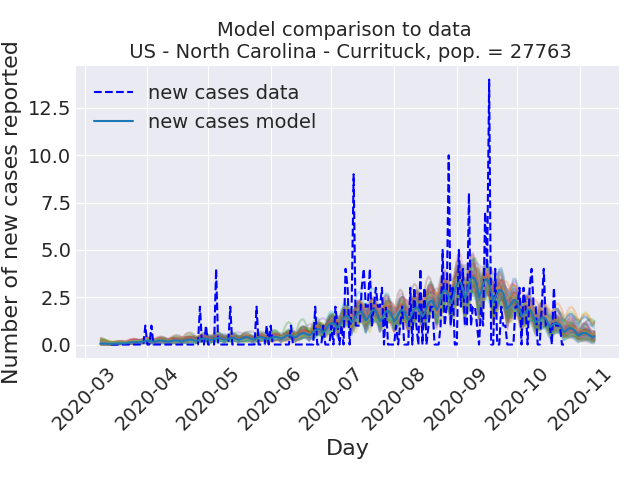 Model comparison to data
US - North Carolina - Currituck, pop. = 27763
Number of new cases reported
12.5
10.0
7.5
5.0
2.5
0.0
new cases data
new cases model
2020-03
2020-04
2020-05
2020-06
2020-07
2020-08
2020-09
2020-10
2020-11
Day